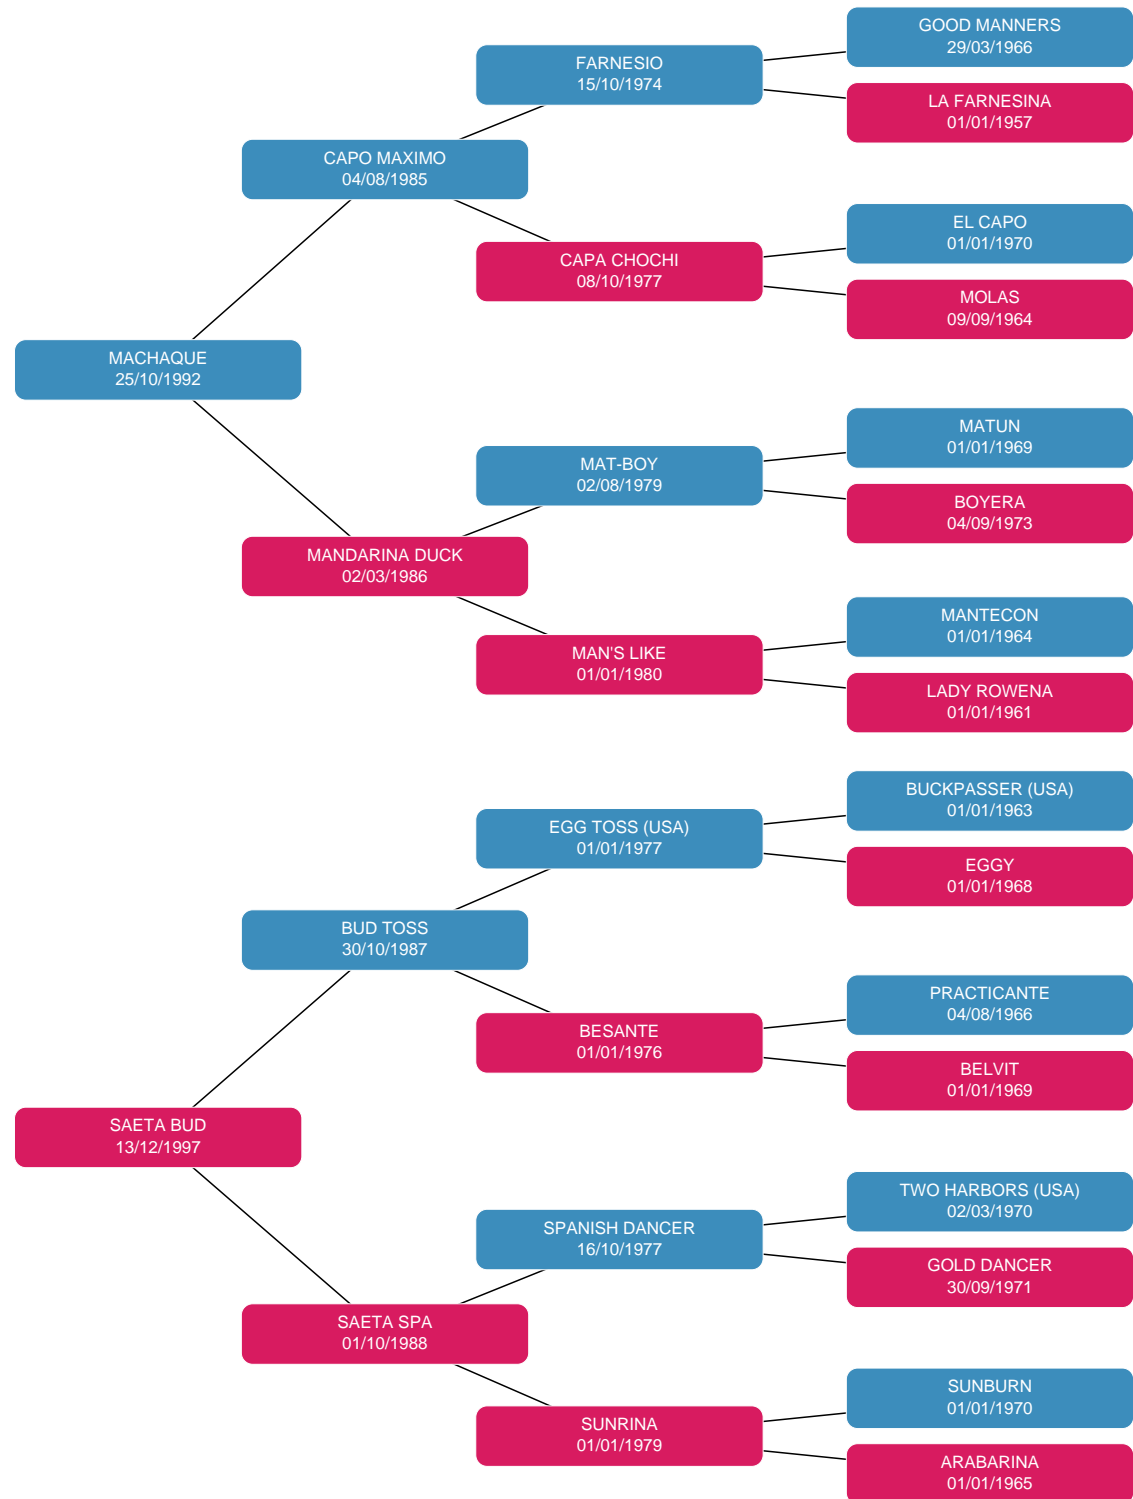 GOOD MANNERS
29/03/1966
FARNESIO
15/10/1974
LA FARNESINA
01/01/1957
CAPO MAXIMO
04/08/1985
EL CAPO
01/01/1970
CAPA CHOCHI
08/10/1977
MOLAS
09/09/1964
MACHAQUE
25/10/1992
MATUN
01/01/1969
MAT-BOY
02/08/1979
BOYERA
04/09/1973
MANDARINA DUCK
02/03/1986
MANTECON
01/01/1964
MAN'S LIKE
01/01/1980
LADY ROWENA
01/01/1961
BUCKPASSER (USA)
01/01/1963
EGG TOSS (USA)
01/01/1977
EGGY
01/01/1968
BUD TOSS
30/10/1987
PRACTICANTE
04/08/1966
BESANTE
01/01/1976
BELVIT
01/01/1969
SAETA BUD
13/12/1997
TWO HARBORS (USA)
02/03/1970
SPANISH DANCER
16/10/1977
GOLD DANCER
30/09/1971
SAETA SPA
01/10/1988
SUNBURN
01/01/1970
SUNRINA
01/01/1979
ARABARINA
01/01/1965